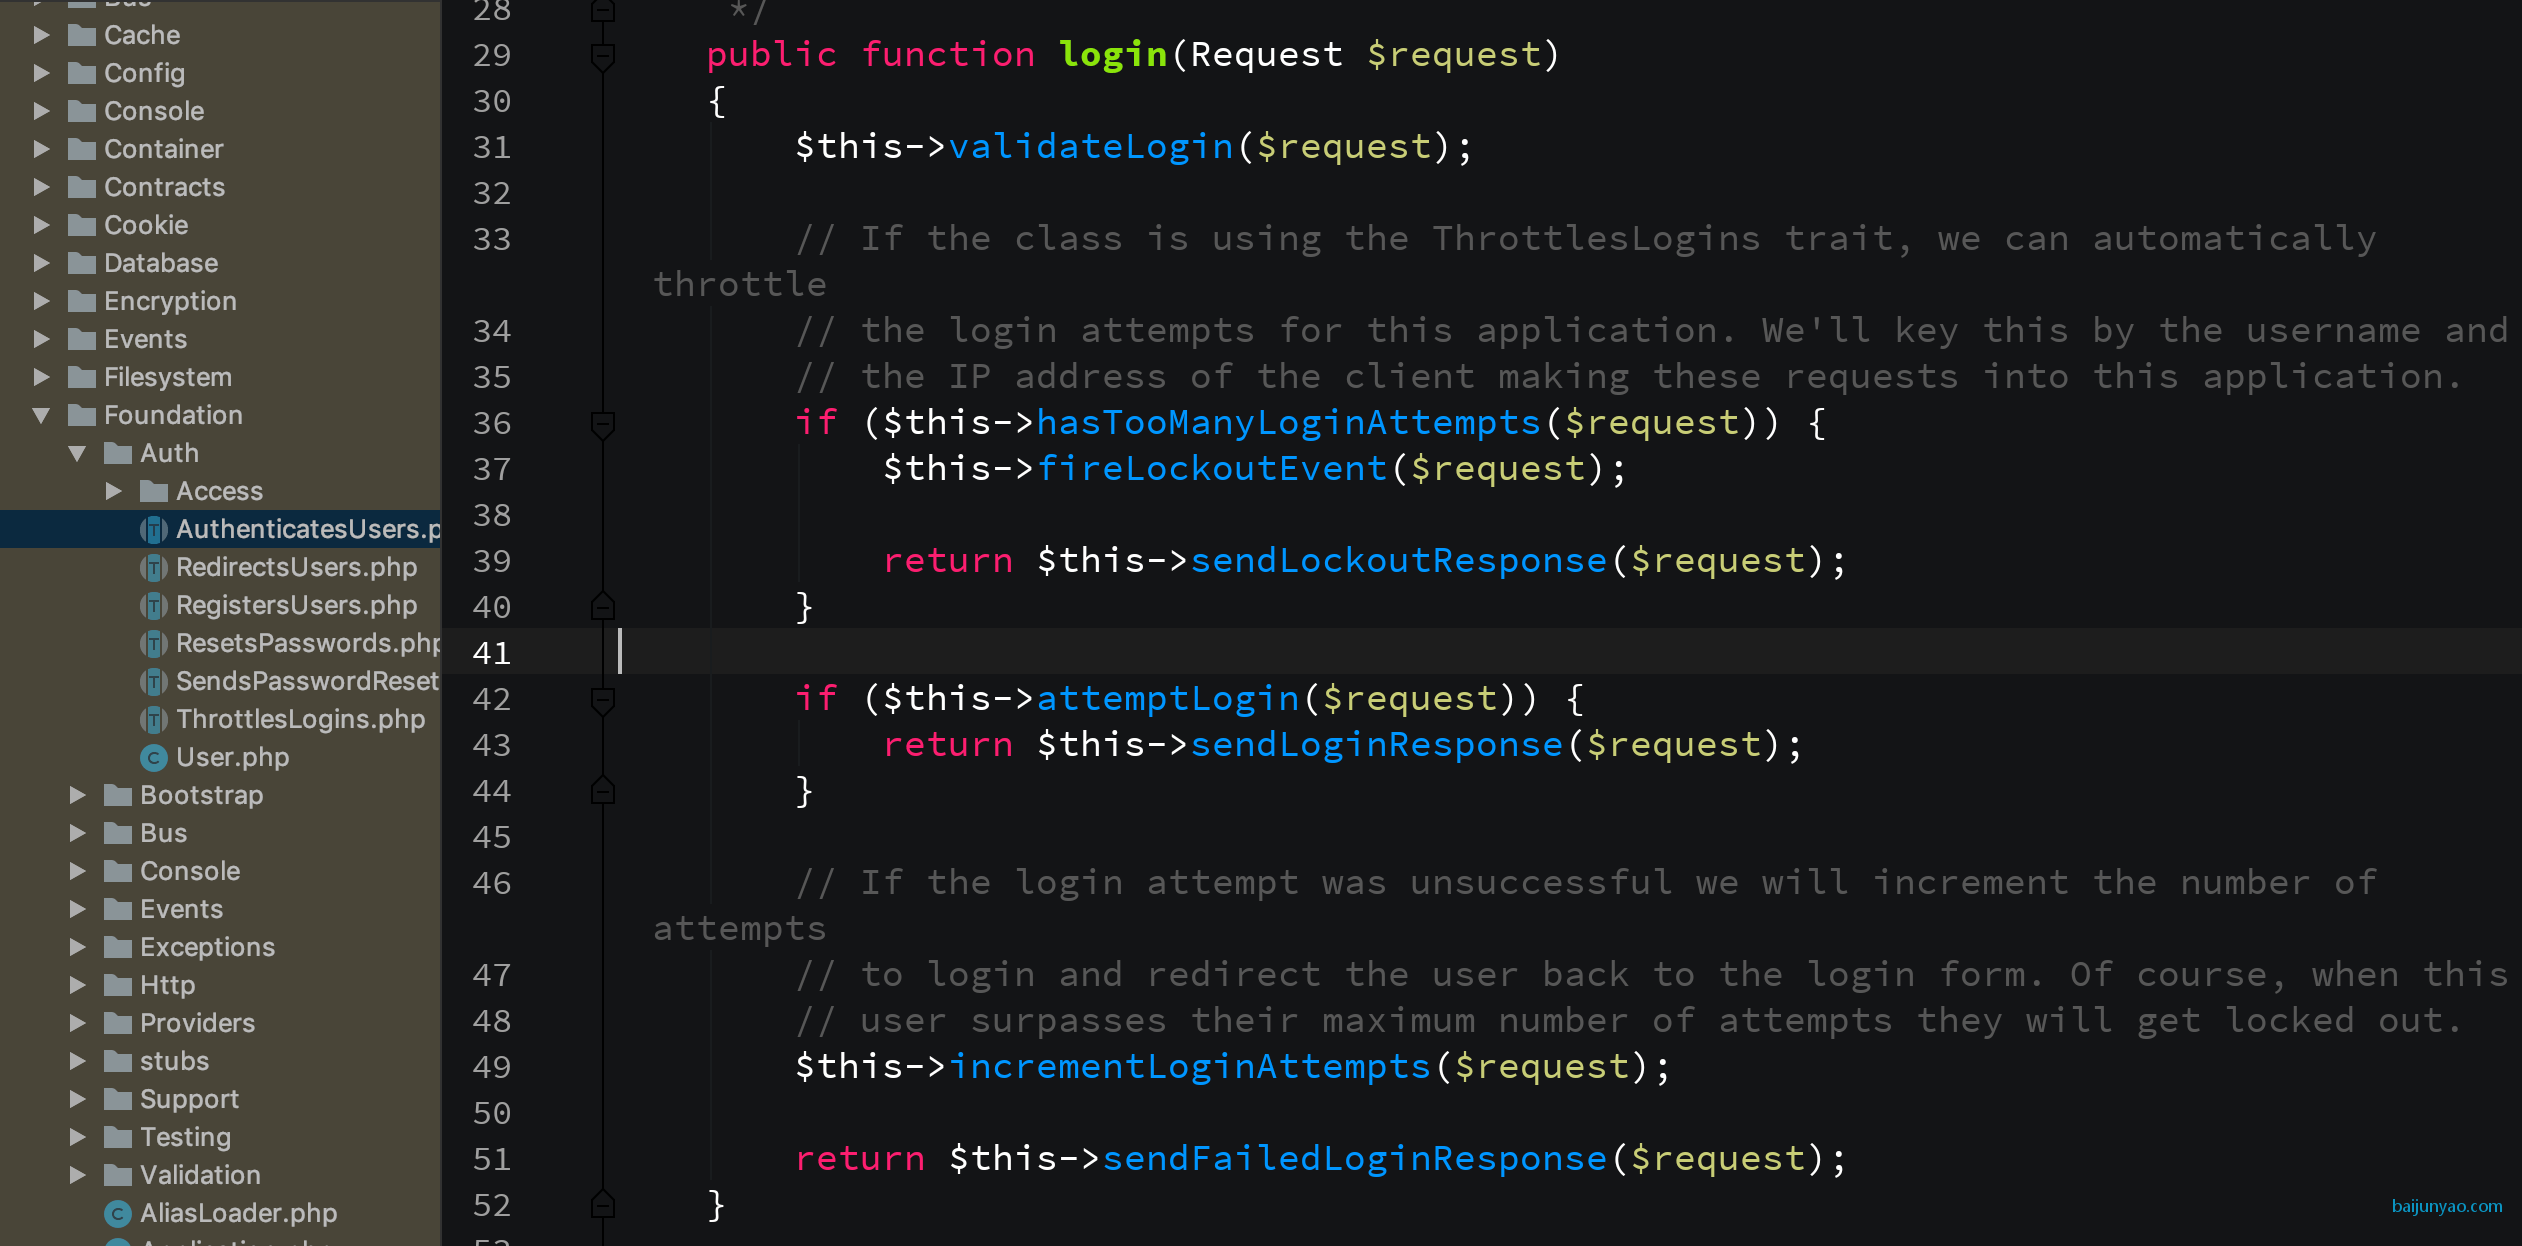 Bus
Cache
Config
Console
Container
Contracts
Cookie
Database
Encryption
Events
Filesystem
Foundation
Auth
Access
AuthenticatesUsers.p
RedirectsUsers.php
RegistersUsers.php
ResetsPasswords.php
SendsPasswordReset
ThrottlesLogins.php
User.php
Bootstrap
Bus
Console
Events
Exceptions
Http
Providers
stubs
Support
Testing
Validation
AliasLoader.php
Application.php
28 */
29 public function login(Request $request)
30 {
31 $this->validateLogin($request);
32
33 // If the class is using the ThrottlesLogins trait, we can automatically
throttle
34 // the login attempts for this application. We'll key this by the username and
35 // the IP address of the client making these requests into this application.
36 if ($this->hasTooManyLoginAttempts($request)) {
37 $this->fireLockoutEvent($request);
38
39 return $this->sendLockoutResponse($request);
40 }
41
42 if ($this->attemptLogin($request)) {
43 return $this->sendLoginResponse($request);
44 }
45
46 // If the login attempt was unsuccessful we will increment the number of
attempts
47 // to login and redirect the user back to the login form. Of course, when this
48 // user surpasses their maximum number of attempts they will get locked out.
49 $this->incrementLoginAttempts($request);
50
51 return $this->sendFailedLoginResponse($request);
52 }
53
baijunyao.com